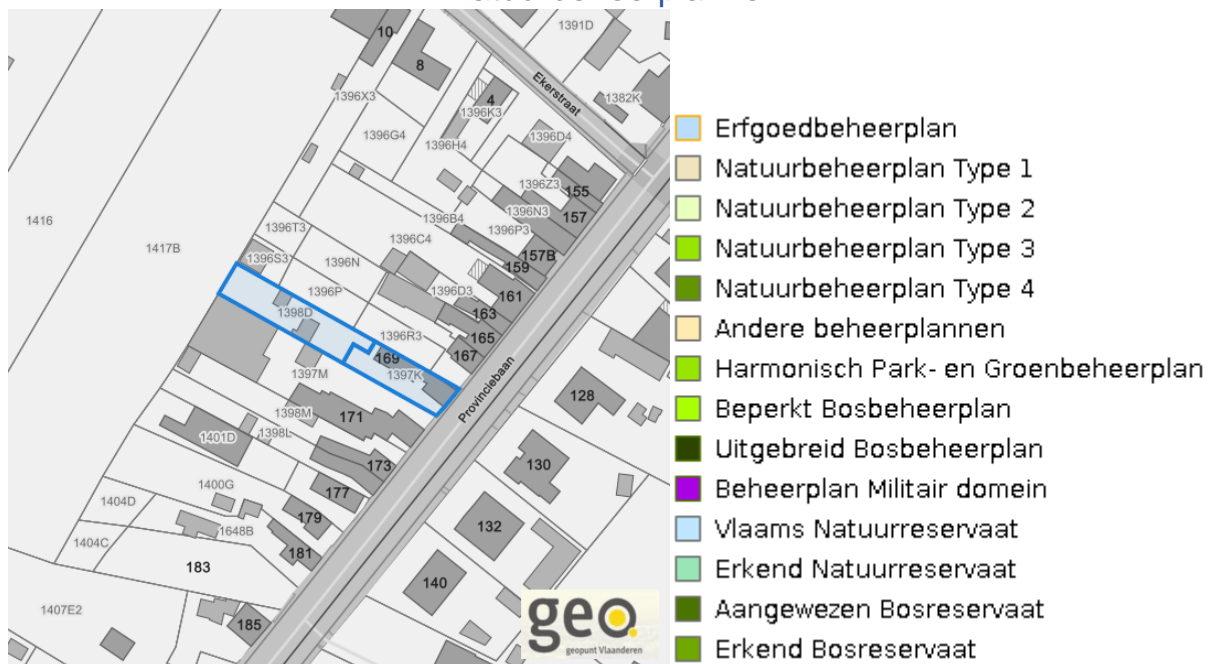 10
1391D
8
Ekerstraat
1396X3
4
1382K
1396K3
1396G4
1396D4
1396H4
1396Z3
155
1396N3
157
1396B4
1416
1396T3
1396P3
1417B
1396C4
157B
1396S3
1396N
159
1396P
1396D3
161
1398D
163
1396R3
165
169
167
1397M
1397K
Provinciebaan
128
1398M
171
1398L
1401D
173
130
1400G
177
1404D
179
132
1648B
1404C
181
183
140
1407E2
185
geo.
geopunt Vlaanderen
Erfgoedbeheerplan
Natuurbeheerplan Type 1
Natuurbeheerplan Type 2
Natuurbeheerplan Type 3
Natuurbeheerplan Type 4
Andere beheerplannen
Harmonisch Park- en Groenbeheerplan
Beperkt Bosbeheerplan
Uitgebreid Bosbeheerplan
Beheerplan Militair domein
Vlaams Natuurreservaat
Erkend Natuurreservaat
Aangewezen Bosreservaat
Erkend Bosreservaat